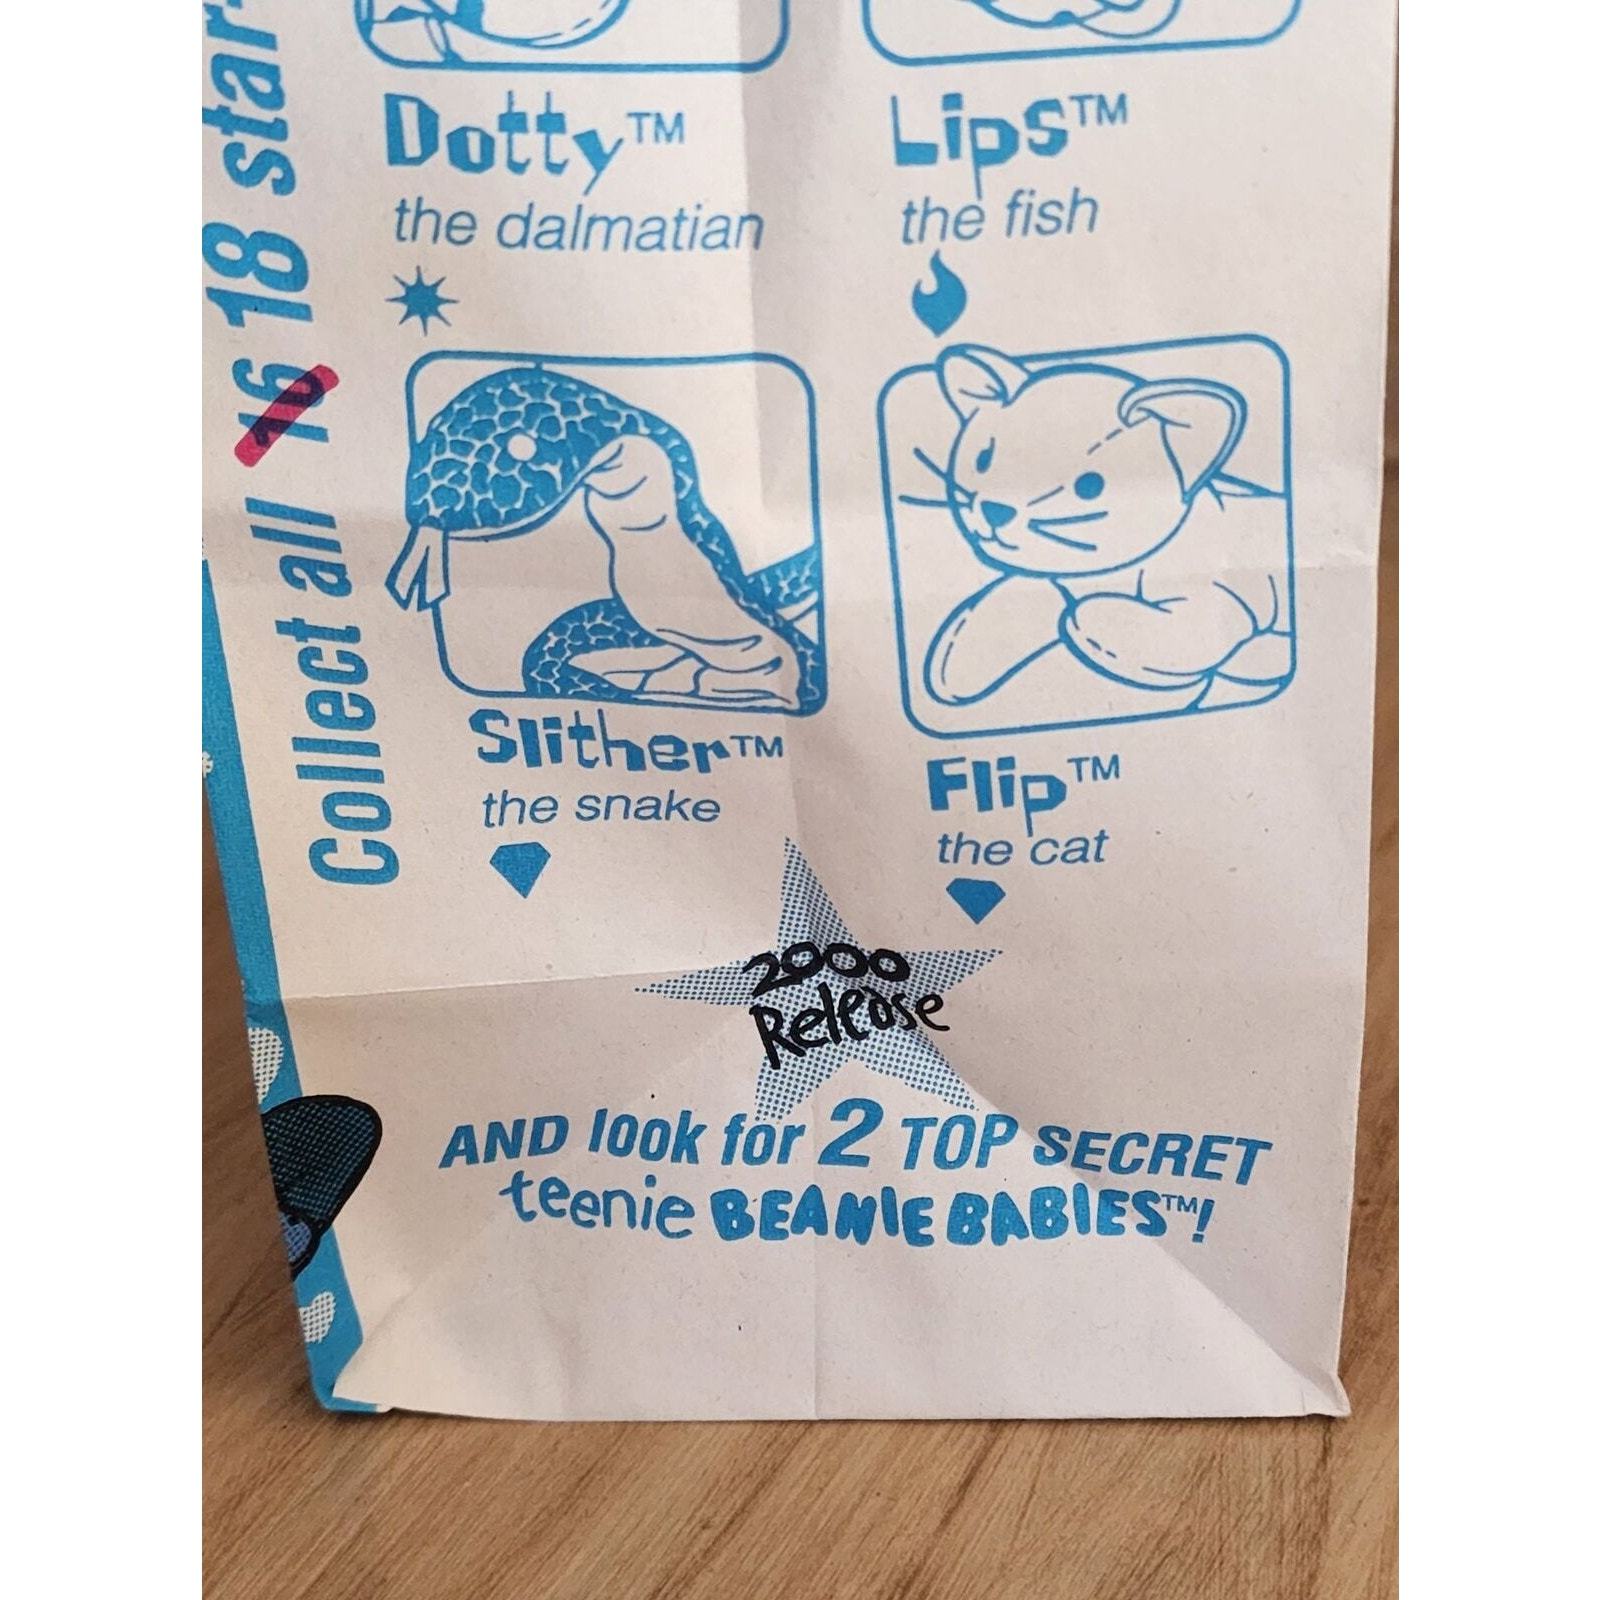 Collect all 16 18 star
Dotty™
the dalmatian
Lips™
the fish
Slither™
the snake
Flip™
the cat
2000
Release
AND look for 2 TOP SECRET
teenie BEANIE BABIES™!